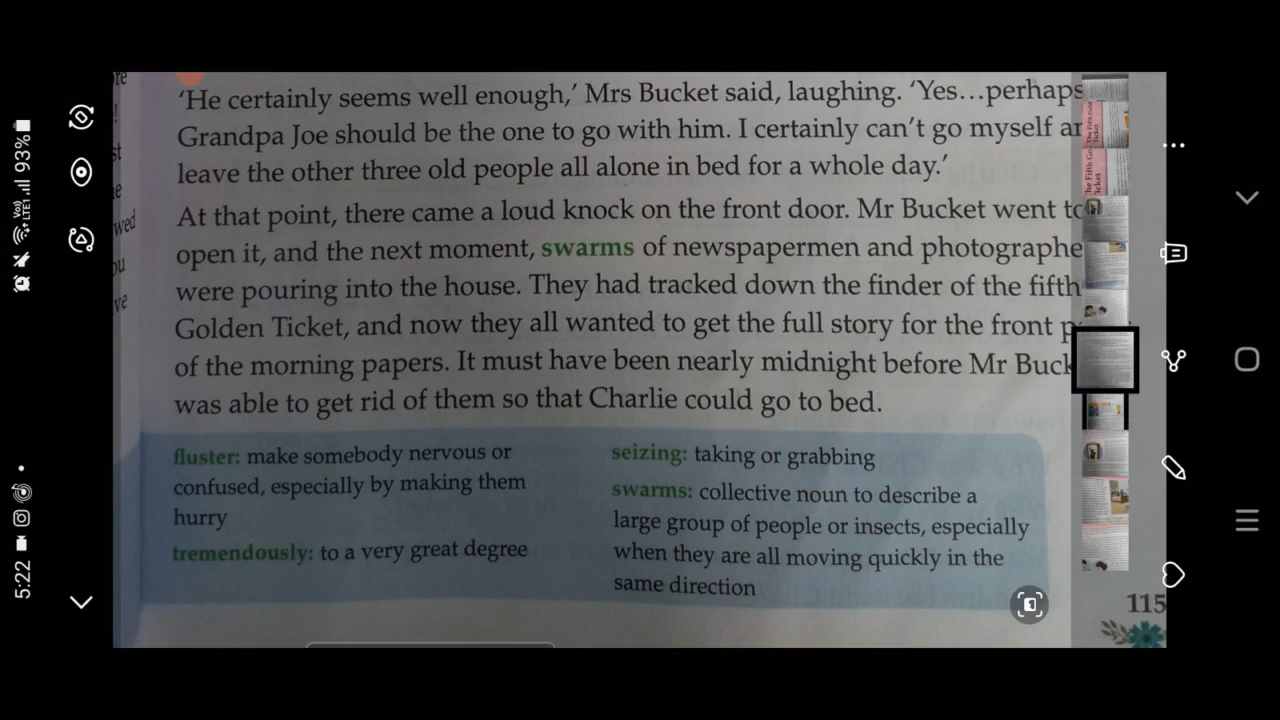 'He certainly seems well enough,' Mrs Bucket said, laughing. 'Yes...perhaps
Grandpa Joe should be the one to go with him. I certainly can't go myself
leave the other three old people all alone in bed for a whole day.'
At that point, there came a loud knock on the front door. Mr Bucket went
open it, and the next moment, swarms of newspapermen and photographe
were pouring into the house. They had tracked down the finder of the fifth
Golden Ticket, and now they all wanted to get the full story for the front
of the morning papers. It must have been nearly midnight before Mr Buck
was able to get rid of them so that Charlie could go to bed.
fluster: make somebody nervous or
confused, especially by making them
hurry
tremendously: to a very great degree
seizing: taking or grabbing
swarms: collective noun to describe a
large group of people or insects, especially
when they are all moving quickly in the
same direction
115
wed
ve
5:22
93%